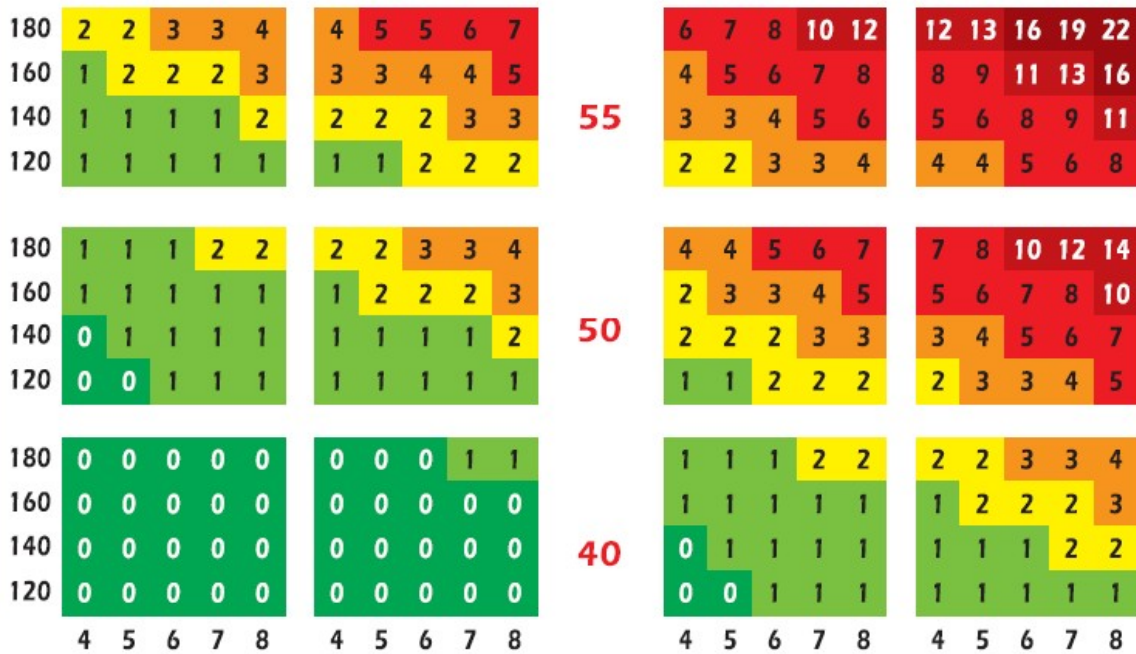 180 2 2 3 3 4 4 5 5 6 7 6 7 8 10 12 12 13 16 19 22
160 1 2 2 2 3 3 3 4 4 5 4 5 6 7 8 8 9 11 13 16
140 1 1 1 1 2 2 2 2 3 3 55 3 3 4 5 6 5 6 8 9 11
120 1 1 1 1 1 1 1 2 2 2 2 2 3 3 4 4 4 5 6 8
180 1 1 1 2 2 2 2 3 3 4 4 4 5 6 7 7 8 10 12 14
160 1 1 1 1 1 1 2 2 2 3 2 3 3 4 5 5 6 7 8 10
140 0 1 1 1 1 1 1 1 1 2 50 2 2 2 3 3 3 4 5 6 7
120 0 0 1 1 1 1 1 1 1 1 1 1 2 2 2 2 3 3 4 5
180 0 0 0 0 0 0 0 0 1 1 1 1 1 2 2 2 2 3 3 4
160 0 0 0 0 0 0 0 0 0 0 1 1 1 1 1 1 2 2 2 3
140 0 0 0 0 0 0 0 0 0 0 40 0 1 1 1 1 1 1 1 2 2
120 0 0 0 0 0 0 0 0 0 0 0 0 1 1 1 1 1 1 1 1
4 5 6 7 8 4 5 6 7 8 4 5 6 7 8 4 5 6 7 8